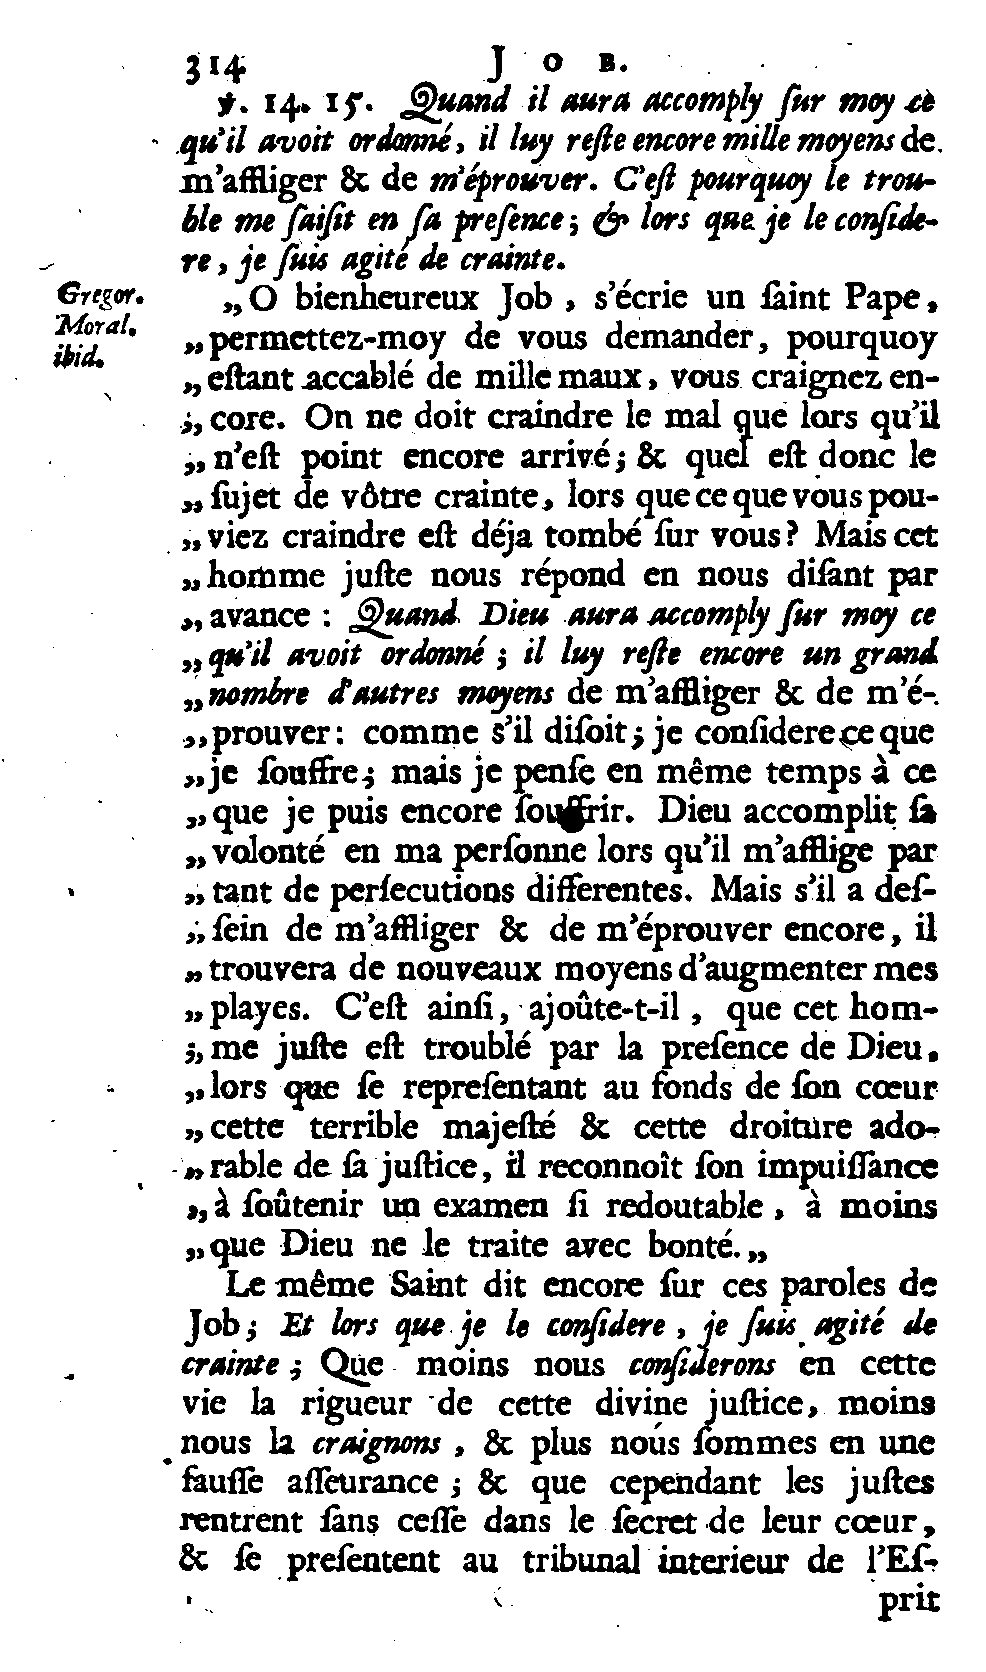 314 JOB.
℣. 14. 15. Quand il aura accomply ſur moy ce
qu'il avoit ordonné, il luy reſte encore mille moyens de
m'affliger & de m'éprouver. C'eſt pourquoy le trou-
ble me ſaiſit en ſa preſence; & lors que je le conſide-
re, je ſuis agité de crainte.
Gregor.
Moral.
ibid.
„O bienheureux Job, s'écrie un ſaint Pape,
„permettez-moy de vous demander, pourquoy
„eſtant accablé de mille maux, vous craignez en-
„core. On ne doit craindre le mal que lors qu'il
„n'eſt point encore arrivé; & quel eſt donc le
„ſujet de vôtre crainte, lors que ce que vous pou-
„viez craindre eſt déja tombé ſur vous? Mais cet
„homme juſte nous répond en nous diſant par
„avance : Quand Dieu aura accomply ſur moy ce
„qu'il avoit ordonné ; il luy reſte encore un grand
„nombre d'autres moyens de m'affliger & de m'é-
„prouver: comme s'il diſoit; je conſidere ce que
„je ſouffre; mais je penſe en même temps à ce
„que je puis encore ſouffrir. Dieu accomplit ſa
„volonté en ma perſonne lors qu'il m'afflige par
„tant de perſecutions differentes. Mais s'il a deſ-
„ſein de m'affliger & de m'éprouver encore, il
„trouvera de nouveaux moyens d'augmenter mes
„playes. C'eſt ainſi, ajoûte-t-il, que cet hom-
„me juſte eſt troublé par la preſence de Dieu,
„lors que ſe repreſentant au fonds de ſon cœur
„cette terrible majeſté & cette droiture ado-
„rable de ſa juſtice, il reconnoît ſon impuiſſance
„à ſoûtenir un examen ſi redoutable, à moins
„que Dieu ne le traite avec bonté.„
Le même Saint dit encore ſur ces paroles de
Job; Et lors que je le conſidere, je ſuis agité de
crainte ; Que moins nous conſiderons en cette
vie la rigueur de cette divine juſtice, moins
nous la craignons, & plus nous ſommes en une
fauſſe aſſeurance ; & que cependant les juſtes
rentrent ſans ceſſe dans le ſecret de leur cœur,
& ſe preſentent au tribunal interieur de l'Eſ-
prit